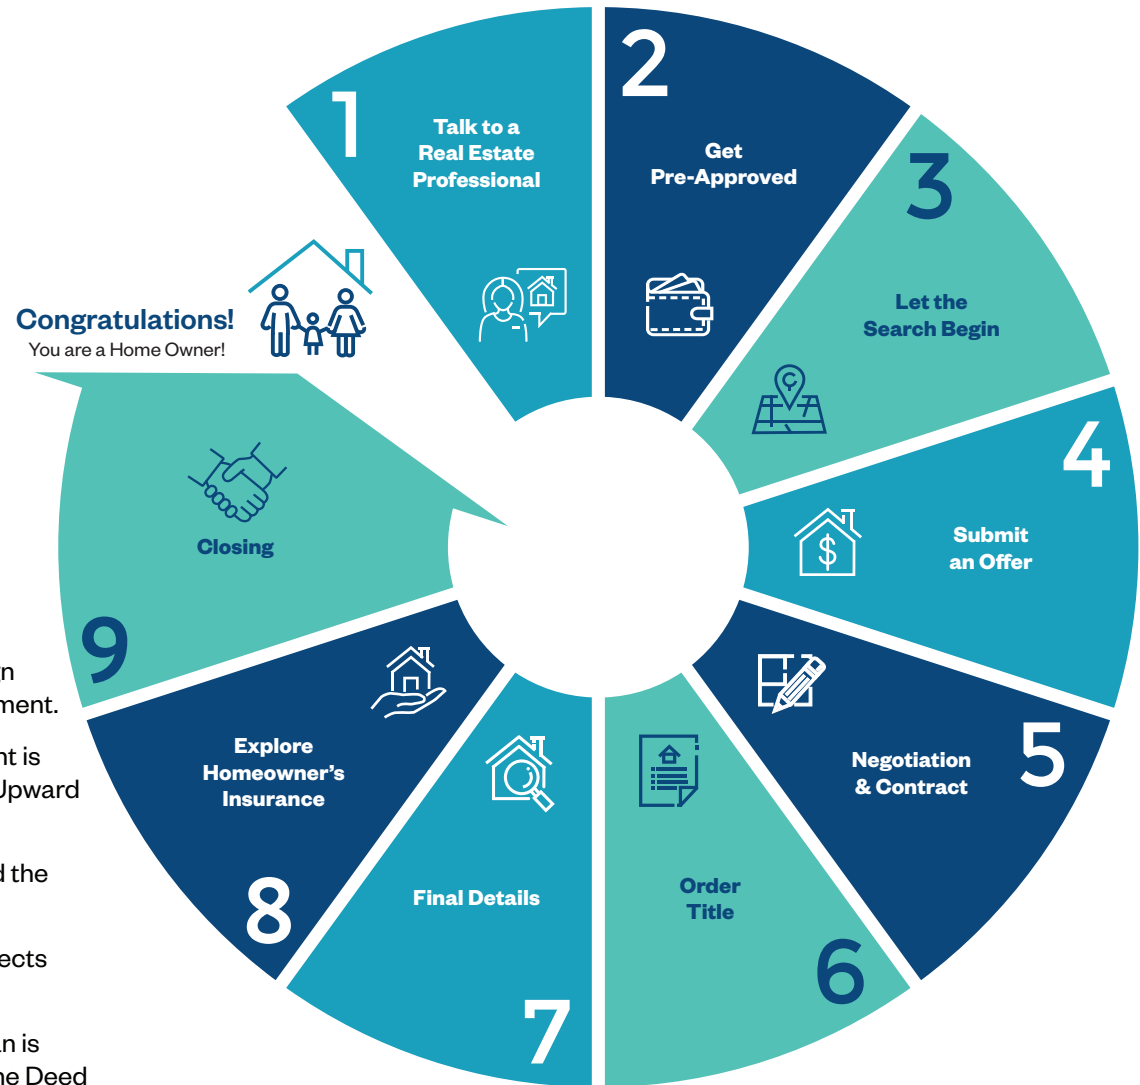 1
Talk to a
Real Estate
Professional
2
Get
Pre-Approved
3
Let the
Search Begin
4
Submit
an Offer
5
Negotiation
& Contract
6
Order
Title
7
Final Details
8
Explore
Homeowner's
Insurance
9
Closing
Congratulations!
You are a Home Owner!
ment.
is
Upward
the
an is
he Deed